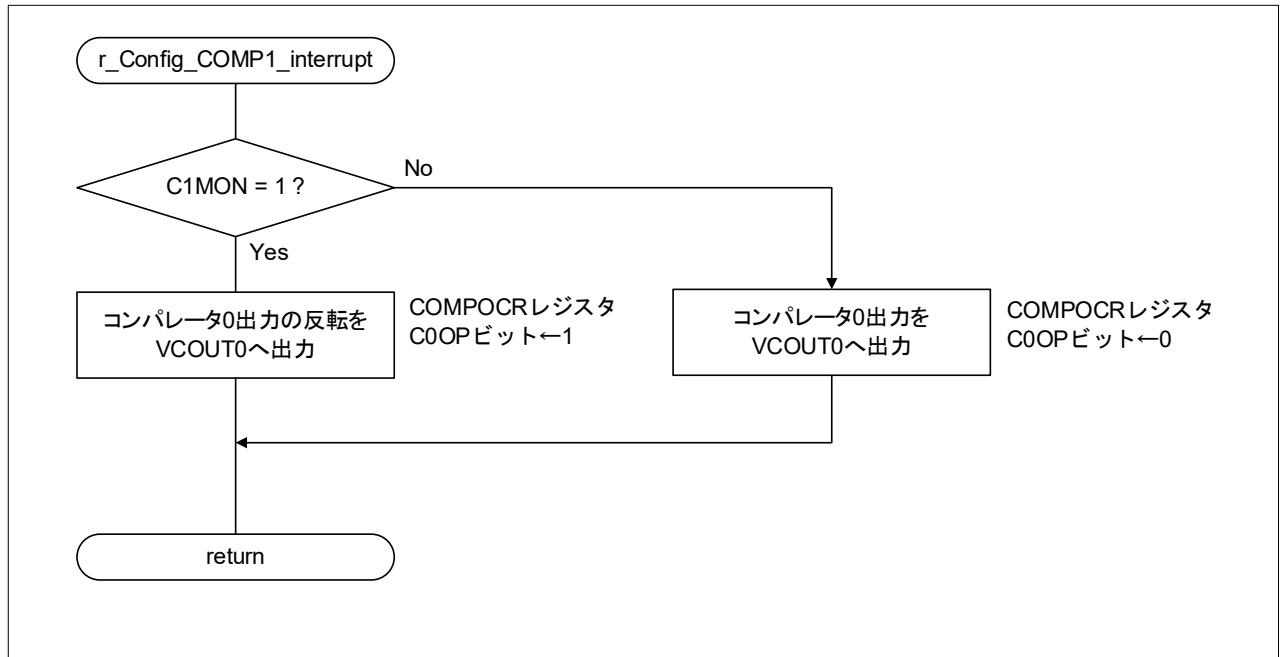 r_Config_COMP1_interrupt
C1MON = 1 ?
No
Yes
コンパレータ0出力の反転を
VCOUT0へ出力
COMPOCRレジスタ
C0OPビット←1
コンパレータ0出力を
VCOUT0へ出力
COMPOCRレジスタ
C0OPビット←0
return